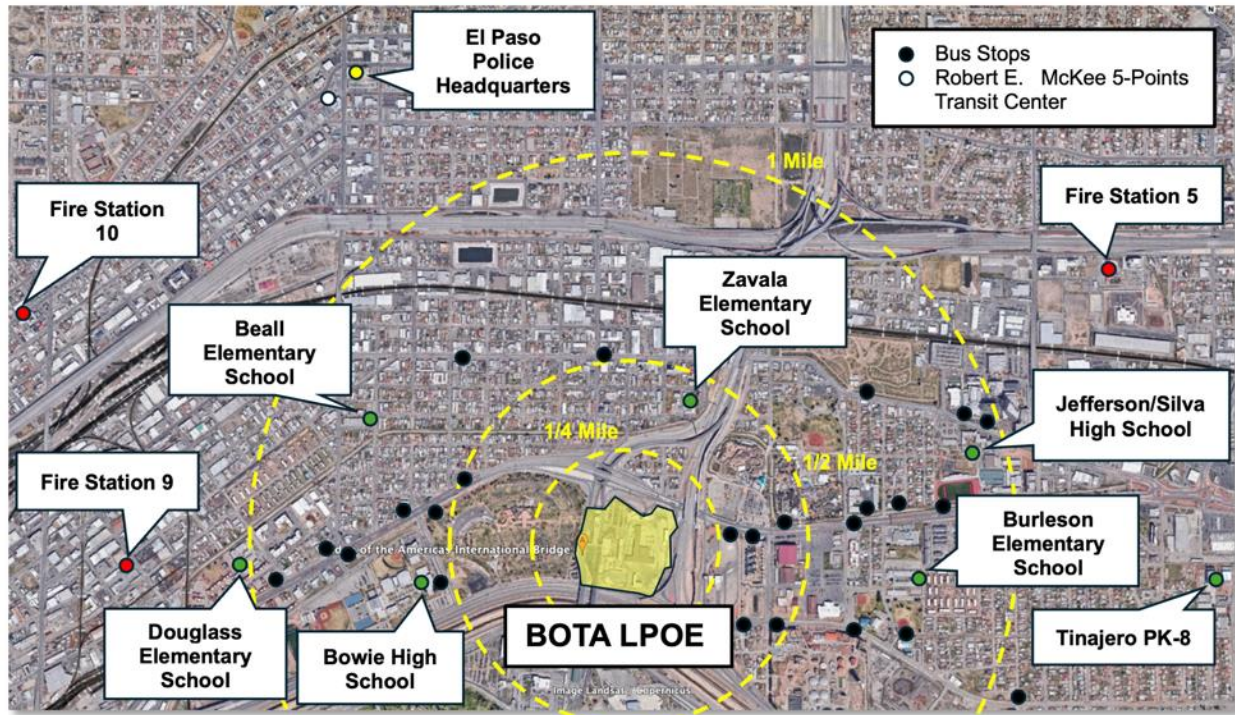 N
El Paso
Police
Headquarters
Bus Stops
Robert E. McKee 5-Points
Transit Center
1 Mile
Fire Station
10
Fire Station 5
Zavala
Elementary
School
Beall
Elementary
School
Jefferson/Silva
High School
1/4 Mile
1/2 Mile
Fire Station 9
Burleson
Elementary
School
of the Americas International Bridge
BOTA LPOE
Douglass
Elementary
School
Bowie High
School
Tinajero PK-8
Image Landsat / Copernicus